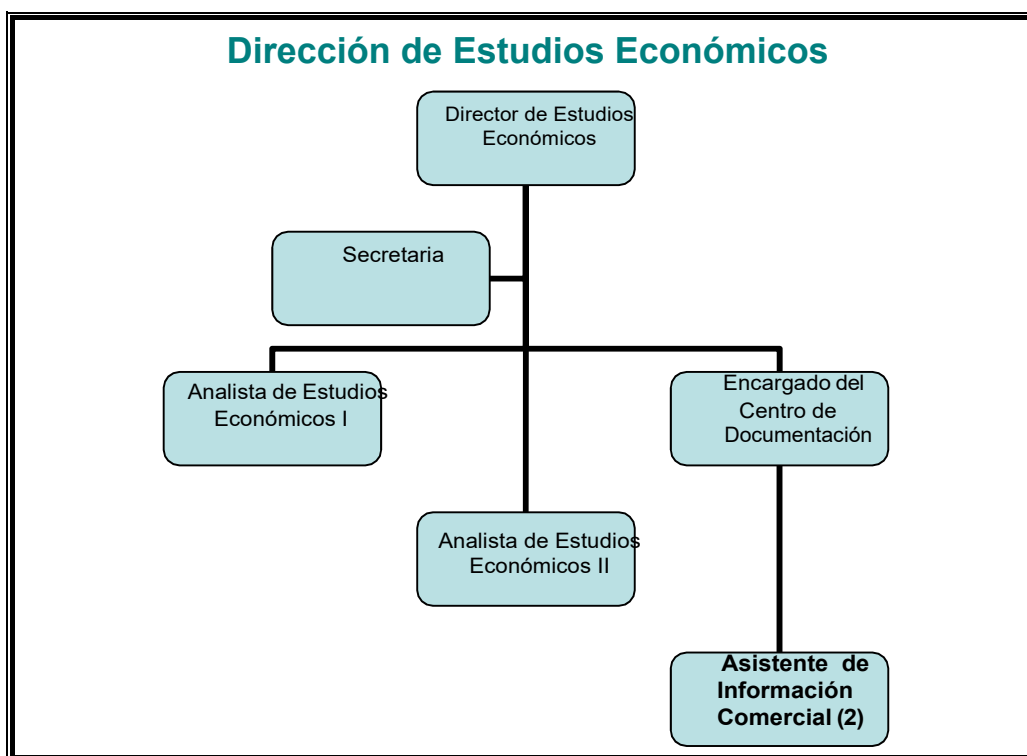 Dirección de Estudios Económicos
Director de Estudios
Económicos
Secretaria
Analista de Estudios
Económicos I
Encargado del
Centro de
Documentación
Analista de Estudios
Económicos II
Asistente de
Información
Comercial (2)